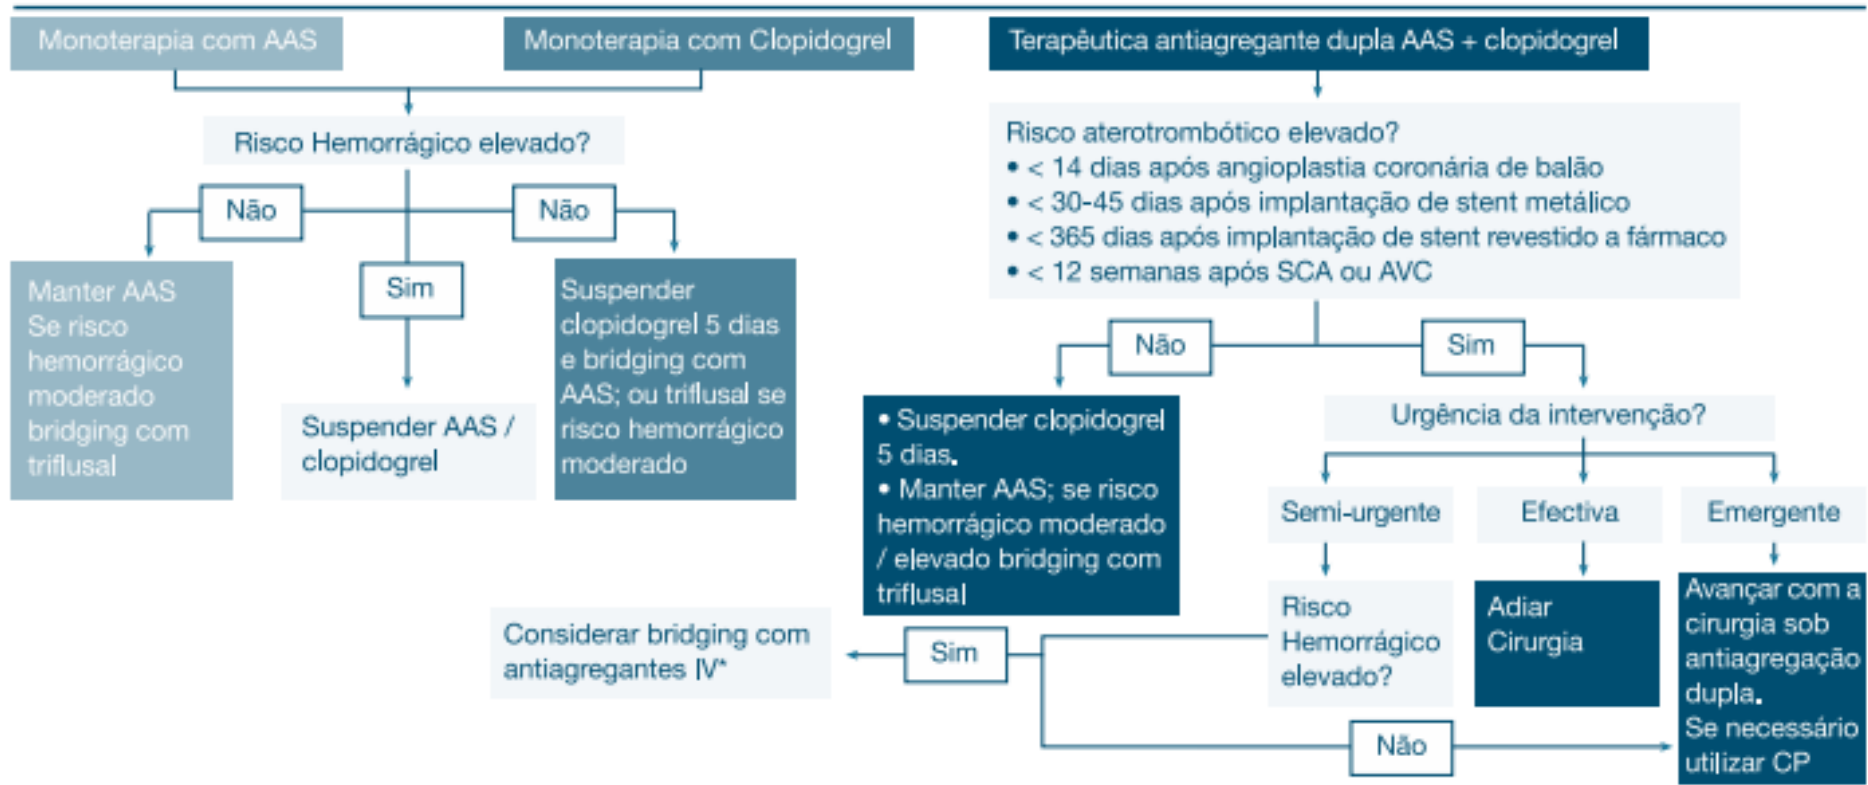 Monoterapia com AAS
Monoterapia com Clopidogrel
Terapêutica antiagregante dupla AAS + clopidogrel
Risco Hemorrágico elevado?
Não
Não
Sim
Manter AAS
Se risco
hemorrágico
moderado
bridging com
triflusal
Suspender AAS /
clopidogrel
Suspender
clopidogrel 5 dias
e bridging com
AAS; ou triflusal se
risco hemorrágico
moderado
Risco aterotrombótico elevado?
• < 14 dias após angioplastia coronária de balão
• < 30-45 dias após implantação de stent metálico
• < 365 dias após implantação de stent revestido a fármaco
• < 12 semanas após SCA ou AVC
Não
Sim
• Suspender clopidogrel
5 dias.
• Manter AAS; se risco
hemorrágico moderado
/ elevado bridging com
triflusal
Urgência da intervenção?
Semi-urgente
Efectiva
Emergente
Risco
Hemorrágico
elevado?
Adiar
Cirurgia
Avançar com a
cirurgia sob
antiagregação
dupla.
Se necessário
utilizar CP
Sim
Considerar bridging com
antiagregantes IV*
Não